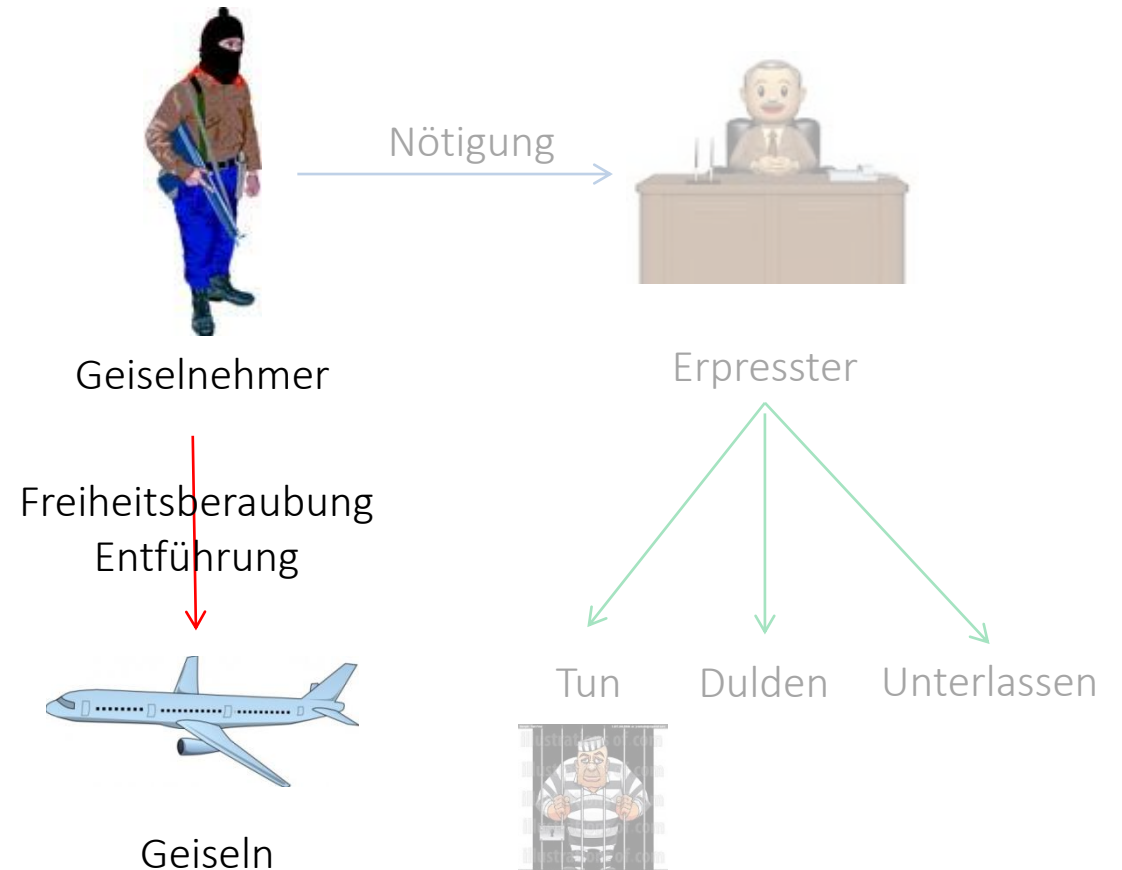 Nötigung
Geiselnehmer
Erpresster
Freiheitsberaubung
Entführung
Tun
Dulden
Unterlassen
Geiseln